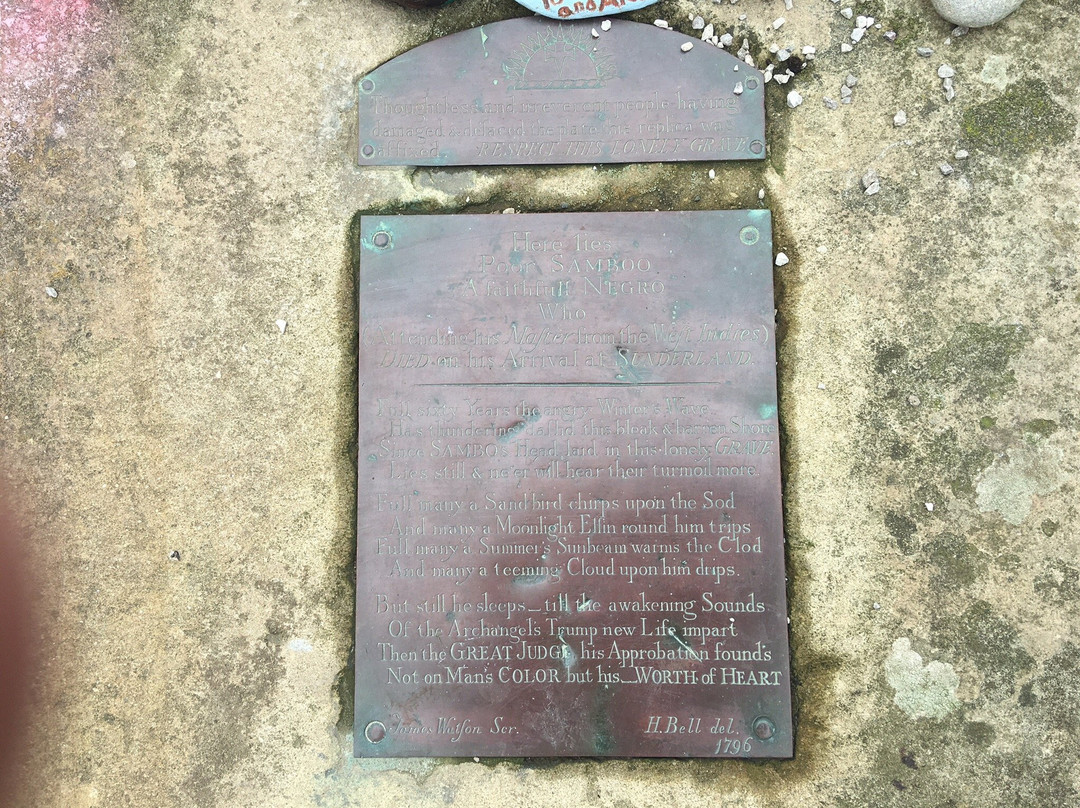 Thoughtless and irreverent people having
damaged & defaced the plate, this replica was
affixed. RESPECT THIS LONELY GRAVE
Here lies
Poor SAMBOO
A faithfull NEGRO
Who
(Attending his Master from the West Indies)
DIED on his Arrival at SUNDERLAND.
Full sixty Years the angry Winter's Wave
Has thundering dashd this bleak & barren Shore
Since SAMBO's Head laid in this lonely GRAVE
Lies still & ne'er will hear their turmoil more.
Full many a Sandbird chirps upon the Sod
And many a Moonlight Elfin round him trips
Full many a Summer's Sunbeam warms the Clod
And many a teeming Cloud upon him drips.
But still he sleeps _ till the awakening Sounds
Of the Archangel's Trump new Life impart
Then the GREAT JUDGE his Approbation founds
Not on Man's COLOR but his _ WORTH of HEART
James Watson Scr. H. Bell del.
1796